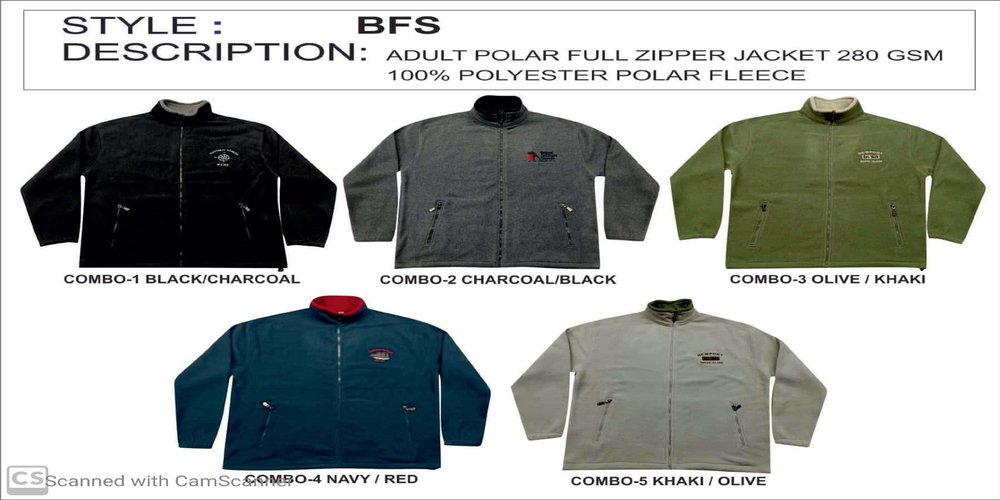 STYLE : BFS
DESCRIPTION: ADULT POLAR FULL ZIPPER JACKET 280 GSM
100% POLYESTER POLAR FLEECE
COMBO-1 BLACK/CHARCOAL
COMBO-2 CHARCOAL/BLACK
COMBO-3 OLIVE / KHAKI
COMBO-4 NAVY / RED
COMBO-5 KHAKI / OLIVE
CS Scanned with CamScanner